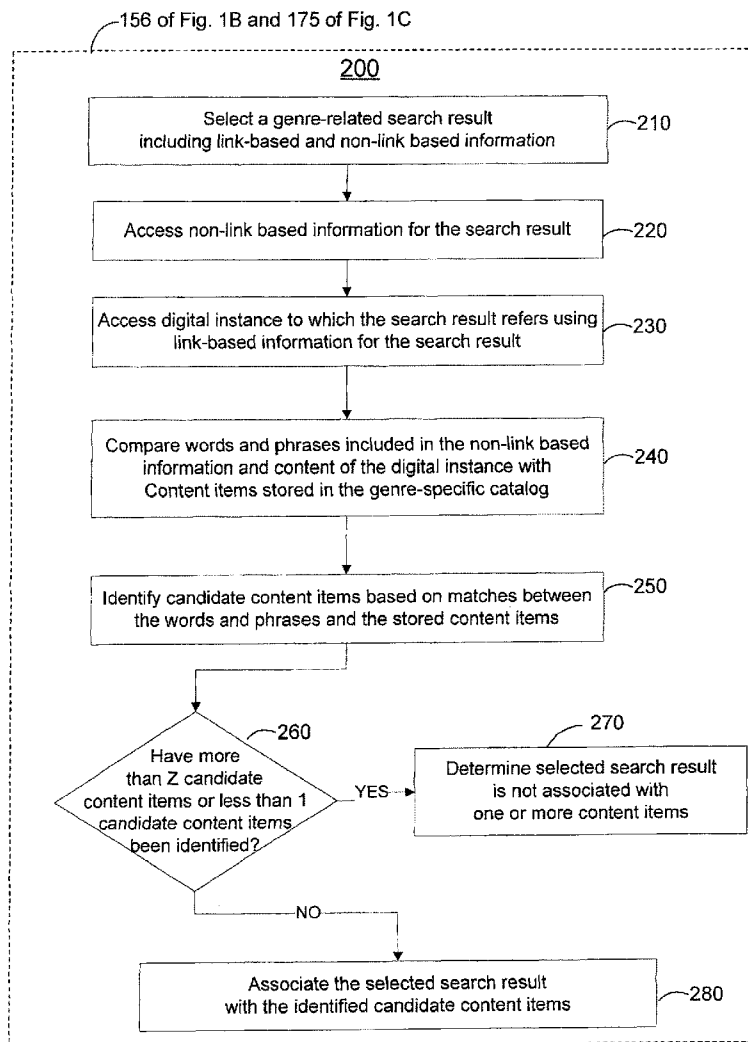 156 of Fig. 1B and 175 of Fig. 1C
200
Select a genre-related search result
including link-based and non-link based information
210
Access non-link based information for the search result
220
Access digital instance to which the search result refers using
link-based information for the search result
230
Compare words and phrases included in the non-link based
information and content of the digital instance with
Content items stored in the genre-specific catalog
240
Identify candidate content items based on matches between
the words and phrases and the stored content items
250
Have more
than Z candidate
content items or less than 1
candidate content items
been identified?
260
YES
Determine selected search result
is not associated with
one or more content items
270
NO
Associate the selected search result
with the identified candidate content items
280